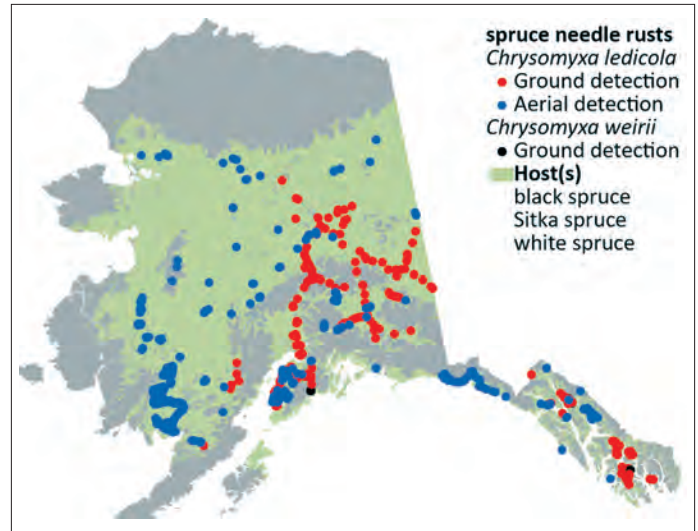 spruce needle rusts
Chrysomyxa ledicola
Ground detection
Aerial detection
Chrysomyxa weirii
Ground detection
Host(s)
black spruce
Sitka spruce
white spruce